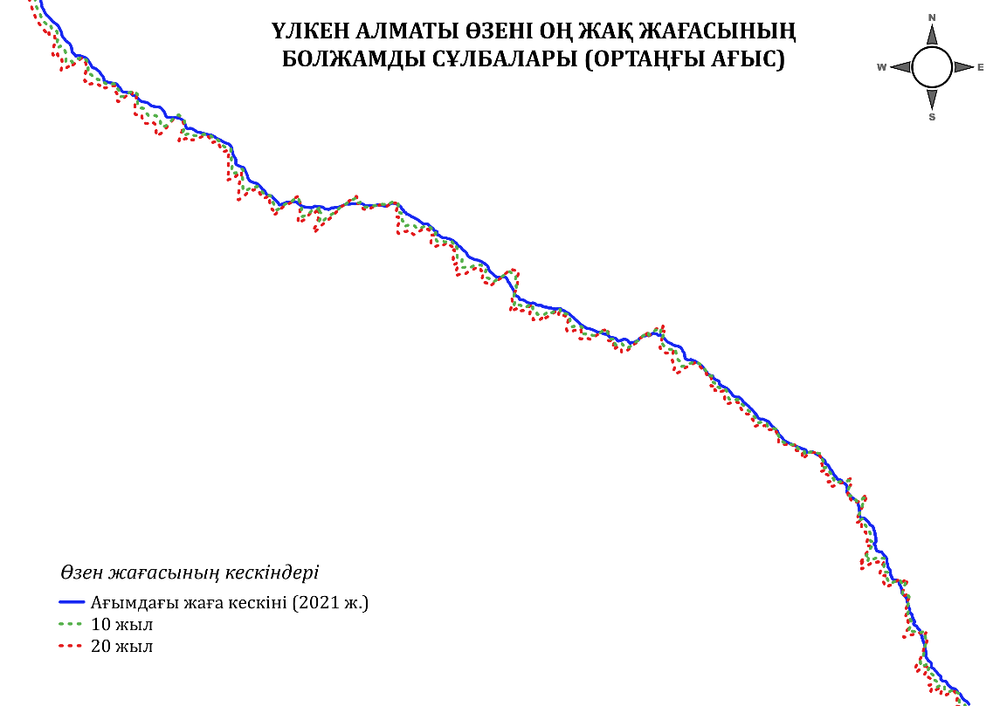 ҮЛКЕН АЛМАТЫ ӨЗЕНІ ОҢ ЖАҚ ЖАҒАСЫНЫҢ
БОЛЖАМДЫ СҰЛБАЛАРЫ (ОРТАҢҒЫ АҒЫС)
N
W E
S
Өзен жағасының кескіндері
Ағымдағы жаға кескіні (2021 ж.)
10 жыл
20 жыл